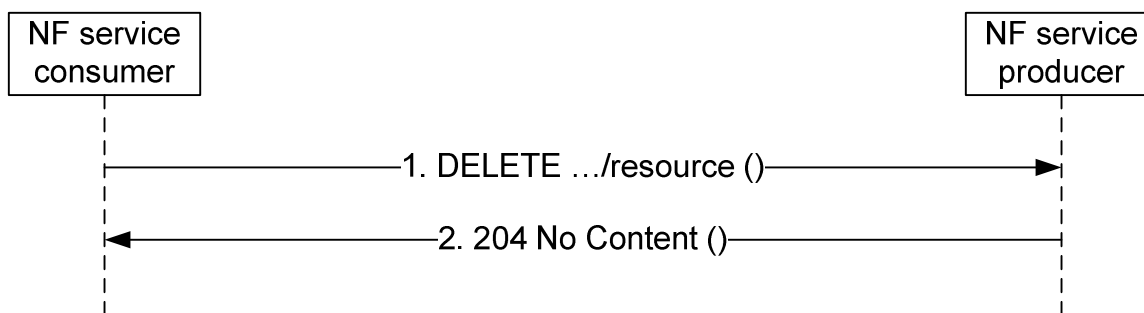 NF service
consumer
NF service
producer
1. DELETE …/resource ()
2. 204 No Content ()